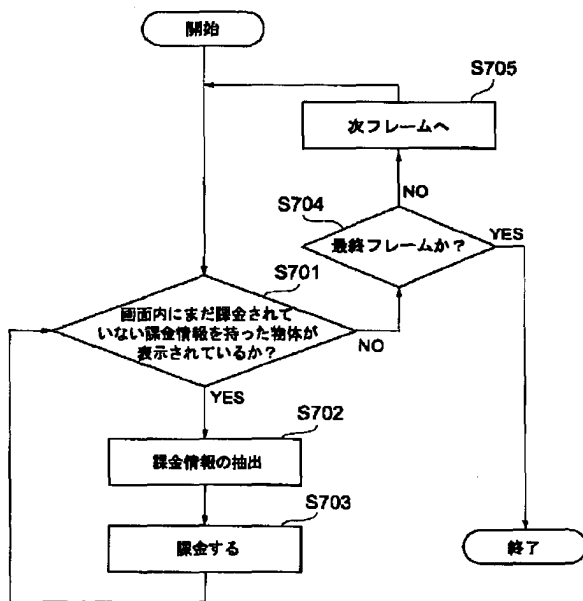 開始
S705
次フレームへ
NO
S704
最終フレームか？
YES
S701
画面内にまだ課金されて
いない課金情報を持った物体が
表示されているか？
NO
YES
S702
課金情報の抽出
S703
課金する
終了